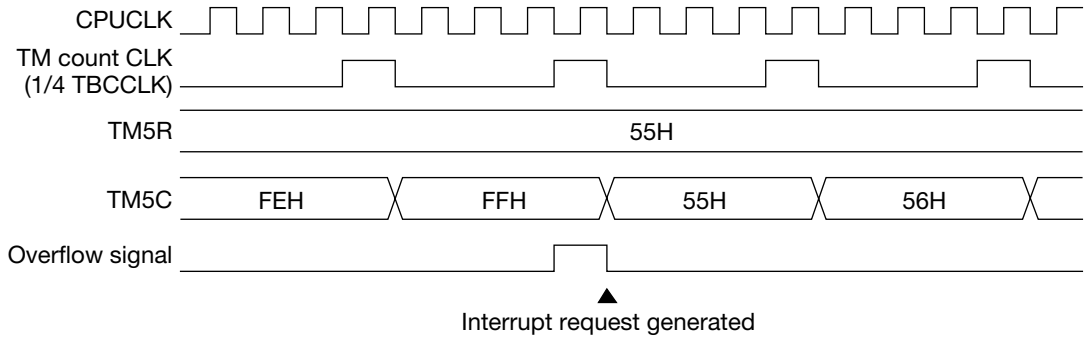 CPUCLK
TM count CLK
(1/4 TBCCLK)
TM5R
55H
TM5C
FEH
FFH
55H
56H
Overflow signal
Interrupt request generated